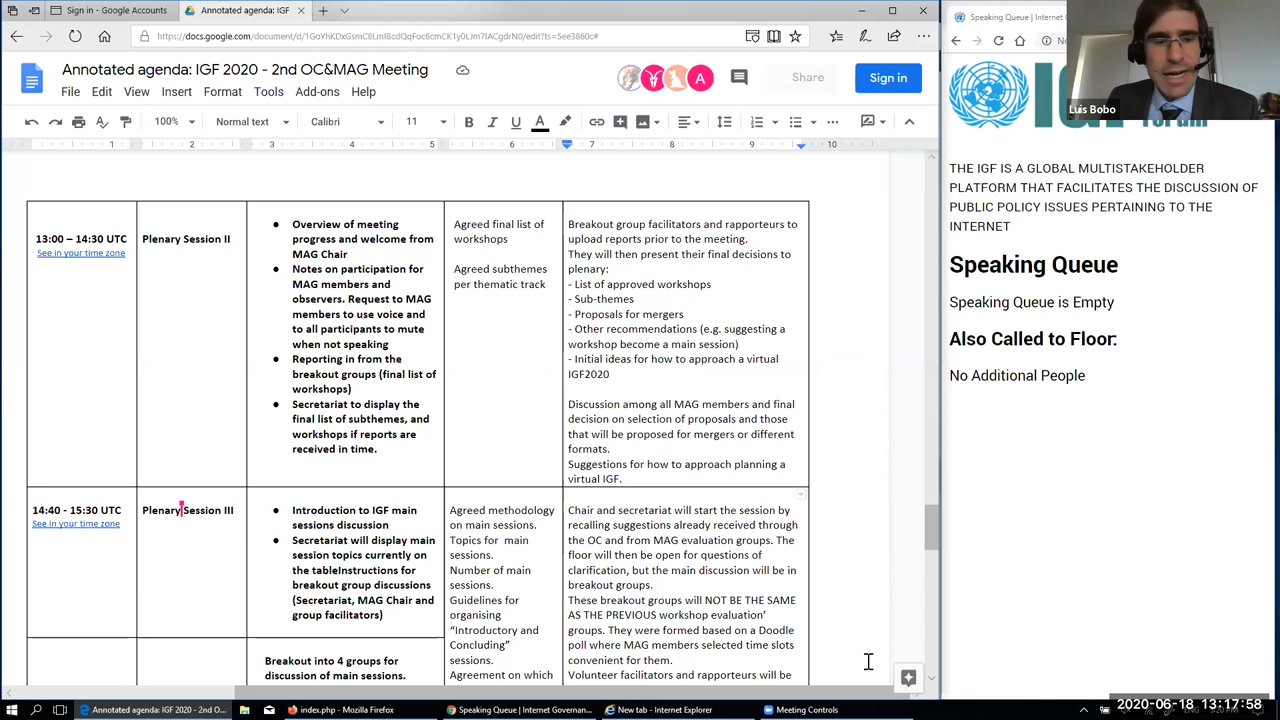 Sign in - Google Accounts
Annotated agenda: IGF
https://docs.google.com/document/d/1GoYhKDxGsmC8LmI8cdQqFoc6cmCK1y0LJm7lACgdrN0/edit?ts=5ee3860c#
Annotated agenda: IGF 2020 - 2nd OC&MAG Meeting
File Edit View Insert Format Tools Add-ons Help
A
Share
Sign in
100%
Normal text
Calibri
11
B I U A
1 2 3 4 5 6 7 8 9 10
13:00 – 14:30 UTC
See in your time zone
Plenary Session II
Overview of meeting
progress and welcome from
MAG Chair
Notes on participation for
MAG members and
observers. Request to MAG
members to use voice and
to all participants to mute
when not speaking
Reporting in from the
breakout groups (final list of
workshops)
Secretariat to display the
final list of subthemes, and
workshops if reports are
received in time.
Agreed final list of
workshops
Agreed subthemes
per thematic track
Breakout group facilitators and rapporteurs to
upload reports prior to the meeting.
They will then present their final decisions to
plenary:
- List of approved workshops
- Sub-themes
- Proposals for mergers
- Other recommendations (e.g. suggesting a
workshop become a main session)
- Initial ideas for how to approach a virtual
IGF2020
Discussion among all MAG members and final
decision on selection of proposals and those
that will be proposed for mergers or different
formats.
Suggestions for how to approach planning a
virtual IGF.
14:40 - 15:30 UTC
See in your time zone
Plenary Session III
Introduction to IGF main
sessions discussion
Secretariat will display main
session topics currently on
the tableInstructions for
breakout group discussions
(Secretariat, MAG Chair and
group facilitators)
Breakout into 4 groups for
discussion of main sessions.
Agreed methodology
on main sessions.
Topics for main
sessions.
Number of main
sessions.
Guidelines for
organising
“Introductory and
Concluding”
sessions.
Agreement on which
Chair and secretariat will start the session by
recalling suggestions already received through
the OC and from MAG evaluation groups. The
floor will then be open for questions of
clarification, but the main discussion will be in
breakout groups.
These breakout groups will NOT BE THE SAME
AS THE PREVIOUS workshop evaluation’
groups. They were formed based on a Doodle
poll where MAG members selected time slots
convenient for them.
Volunteer facilitators and rapporteurs will be
Speaking Queue | Internet G
No
Luis Bobo
THE IGF IS A GLOBAL MULTISTAKEHOLDER
PLATFORM THAT FACILITATES THE DISCUSSION OF
PUBLIC POLICY ISSUES PERTAINING TO THE
INTERNET
Speaking Queue
Speaking Queue is Empty
Also Called to Floor:
No Additional People
Annotated agenda: IGF 2020 - 2nd O...
index.php - Mozilla Firefox
Speaking Queue | Internet Governan...
New tab - Internet Explorer
Meeting Controls
2020-06-18 13:17:58